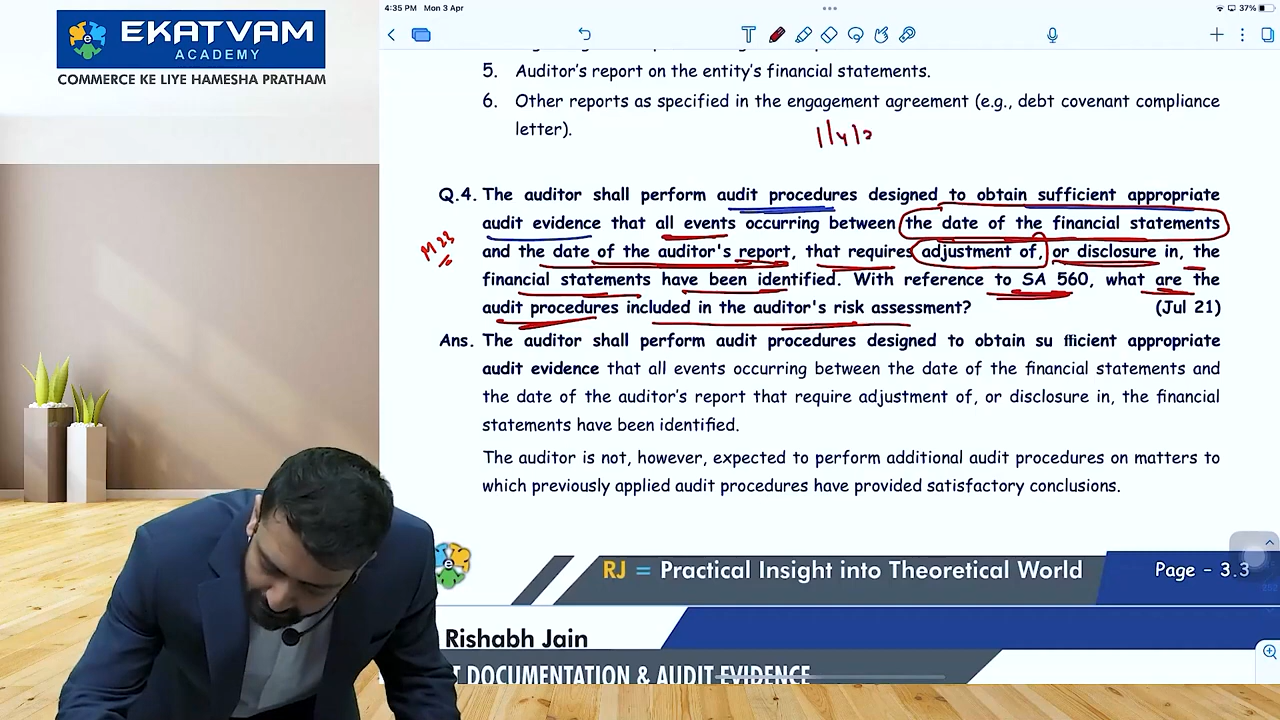 4:35 PM Mon 3 Apr
37%
EKATVAM
ACADEMY
COMMERCE KE LIYE HAMESHA PRATHAM
5. Auditor's report on the entity's financial statements.
6. Other reports as specified in the engagement agreement (e.g., debt covenant compliance
letter).
Q.4. The auditor shall perform audit procedures designed to obtain sufficient appropriate
audit evidence that all events occurring between the date of the financial statements
and the date of the auditor's report, that requires adjustment of, or disclosure in, the
financial statements have been identified. With reference to SA 560, what are the
audit procedures included in the auditor's risk assessment? (Jul 21)
M 23
Ans. The auditor shall perform audit procedures designed to obtain su fficient appropriate
audit evidence that all events occurring between the date of the financial statements and
the date of the auditor's report that require adjustment of, or disclosure in, the financial
statements have been identified.
The auditor is not, however, expected to perform additional audit procedures on matters to
which previously applied audit procedures have provided satisfactory conclusions.
RJ = Practical Insight into Theoretical World Page - 3.3
Rishabh Jain
T DOCUMENTATION & AUDIT EVIDENCE